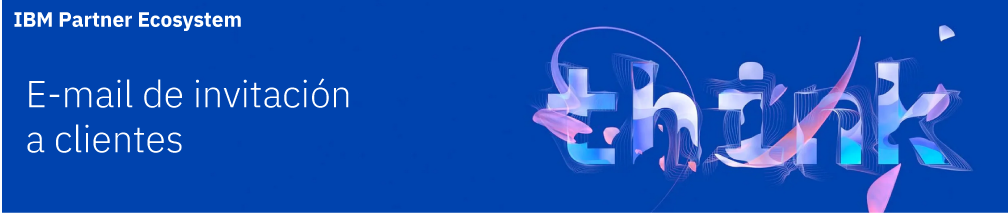 IBM Partner Ecosystem
E-mail de invitación
a clientes
think